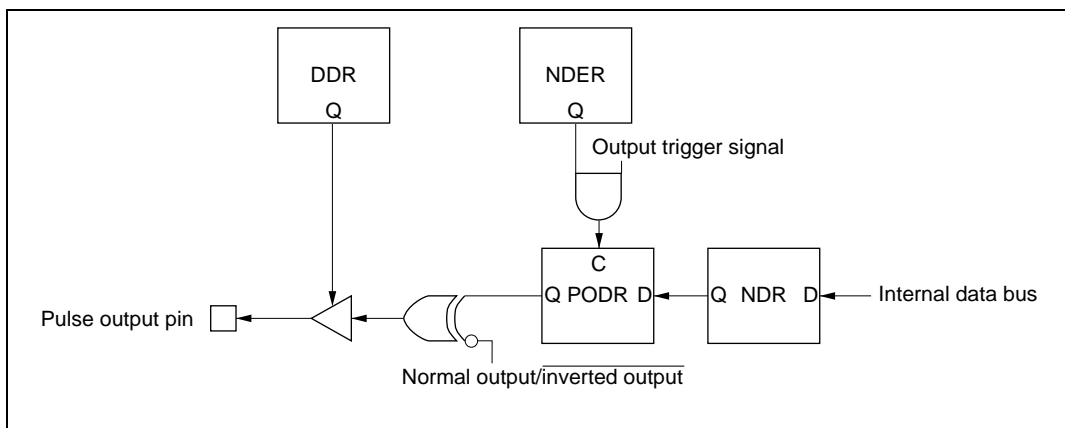 DDR
Q
NDER
Q
Output trigger signal
C
Q PODR D
Q NDR D
Internal data bus
Pulse output pin
Normal output/inverted output